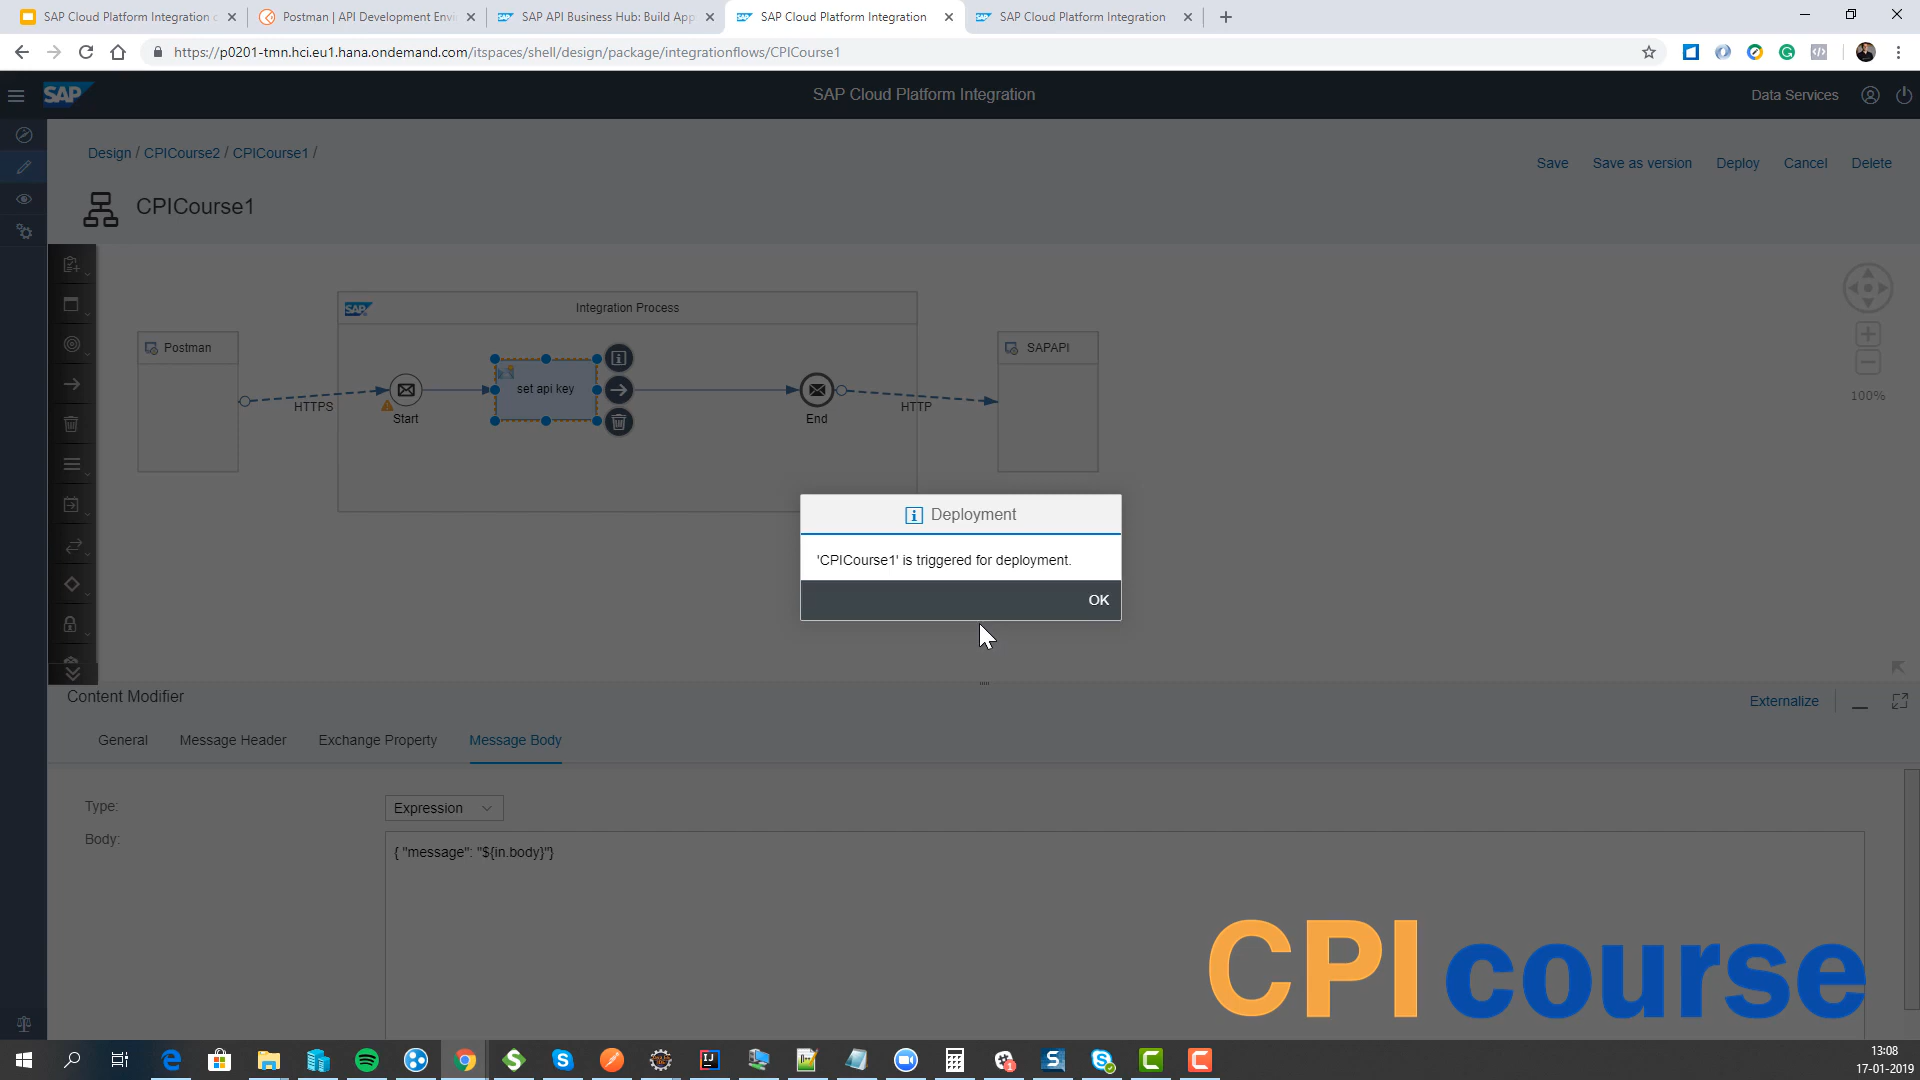 SAP Cloud Platform Integration c
Postman | API Development Envi
SAP API Business Hub: Build App
SAP Cloud Platform Integration
SAP Cloud Platform Integration
https://p0201-tmn.hci.eu1.hana.ondemand.com/itspaces/shell/design/package/integrationflows/CPICourse1
SAP
SAP Cloud Platform Integration
Data Services
Design / CPICourse2 / CPICourse1 /
Save
Save as version
Deploy
Cancel
Delete
CPICourse1
SAP
Integration Process
Postman
SAPAPI
set api key
HTTPS
Start
End
HTTP
100%
Deployment
'CPICourse1' is triggered for deployment.
OK
Content Modifier
Externalize
General
Message Header
Exchange Property
Message Body
Type:
Expression
Body:
{ "message": "${in.body}"}
CPI course
13:08
17-01-2019